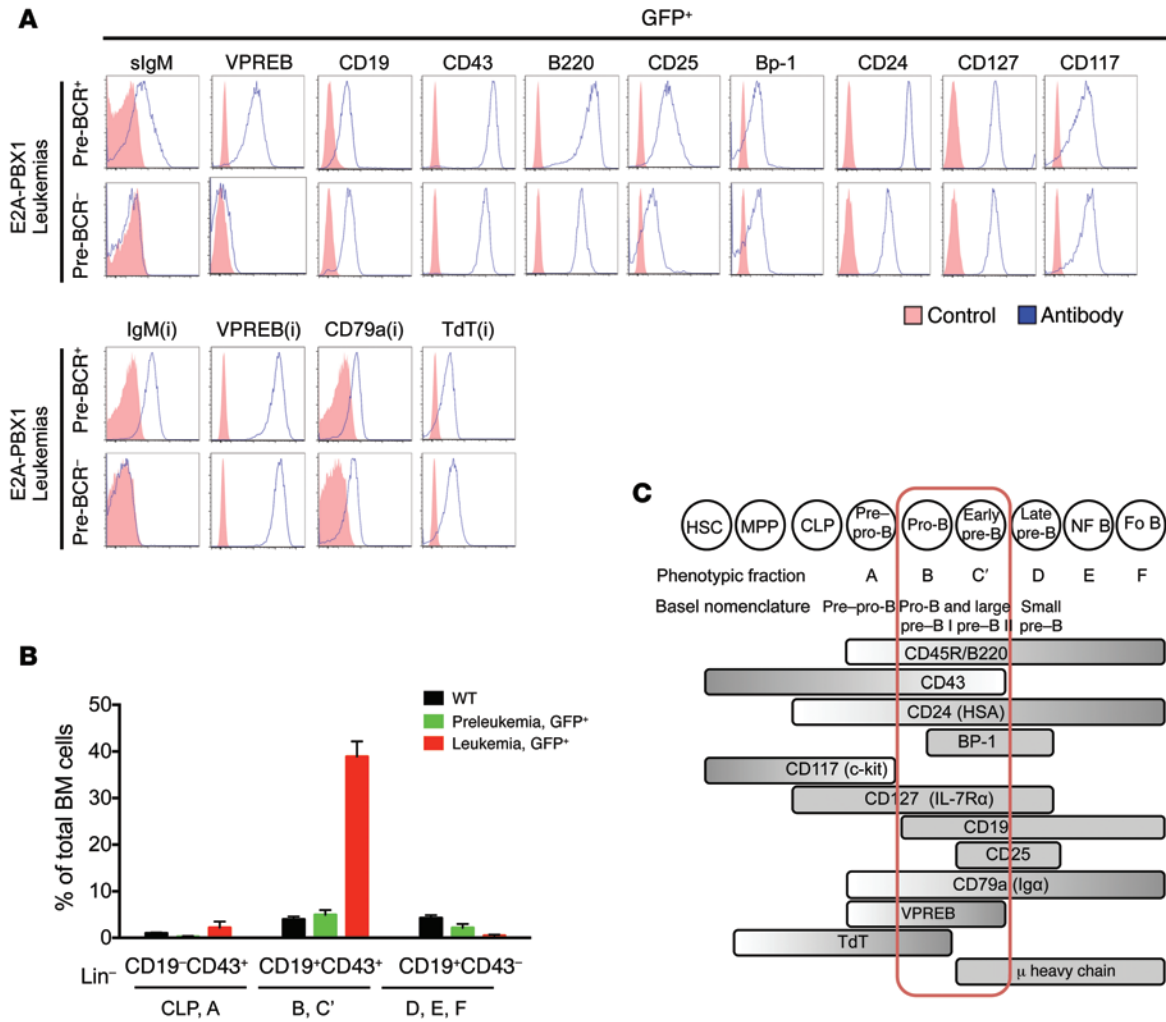 A
GFP⁺
sIgM VPREB CD19 CD43 B220 CD25 Bp-1 CD24 CD127 CD117
E2A-PBX1
Leukemias
Pre-BCR⁺
Pre-BCR⁻
Control Antibody
IgM(i) VPREB(i) CD79a(i) TdT(i)
E2A-PBX1
Leukemias
Pre-BCR⁺
Pre-BCR⁻
B
% of total BM cells
50
40
30
20
10
0
WT
Preleukemia, GFP⁺
Leukemia, GFP⁺
Lin⁻ CD19⁻CD43⁺ CD19⁺CD43⁺ CD19⁺CD43⁻
CLP, A B, C' D, E, F
C
HSC MPP CLP Pre–pro-B Pro-B Early pre-B Late pre-B NF B Fo B
Phenotypic fraction A B C′ D E F
Basel nomenclature Pre–pro-B Pro-B and large Small
pre–B I pre–B II pre–B
CD45R/B220
CD43
CD24 (HSA)
BP-1
CD117 (c-kit)
CD127 (IL-7Rα)
CD19
CD25
CD79a (Igα)
VPREB
TdT
μ heavy chain